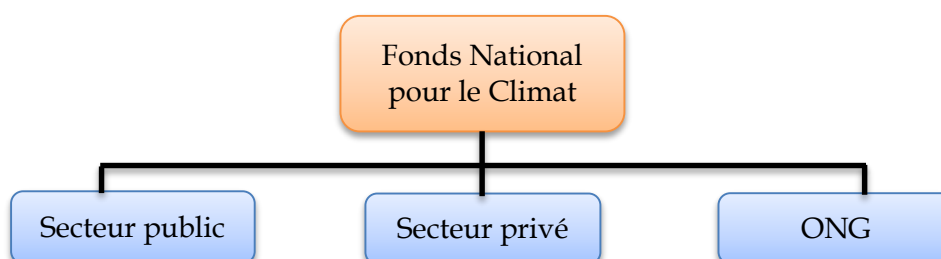 Fonds National
pour le Climat
Secteur public
Secteur privé
ONG